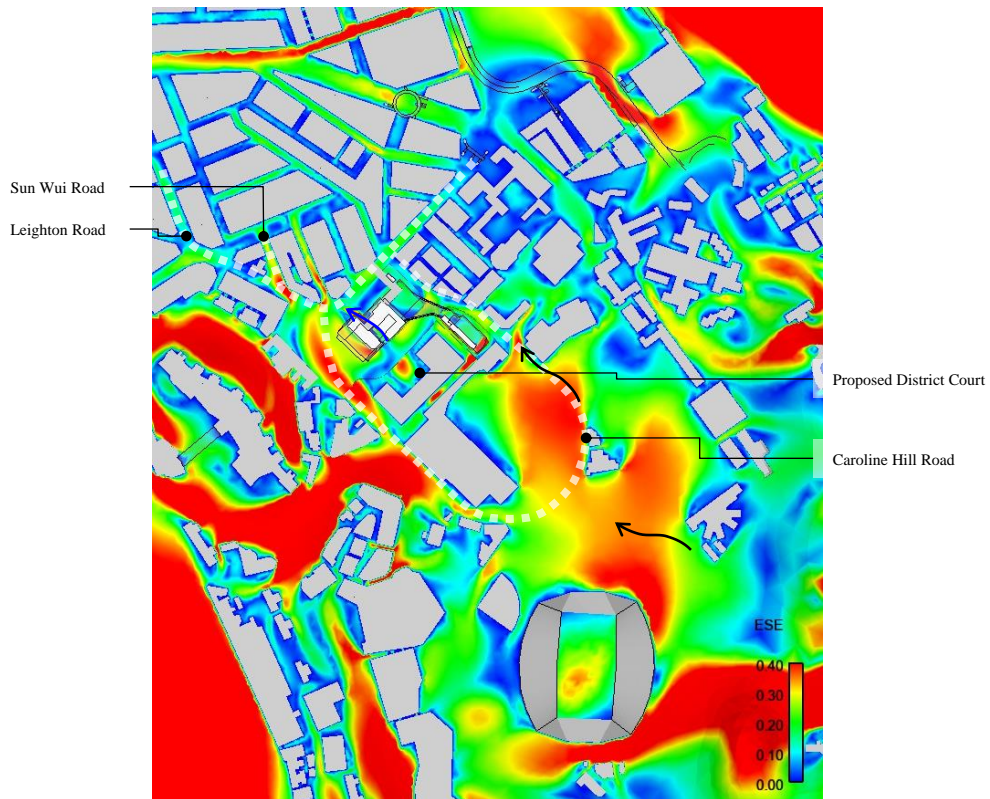 Sun Wui Road
Leighton Road
Proposed District Court
Caroline Hill Road
ESE
0.40
0.30
0.20
0.10
0.00